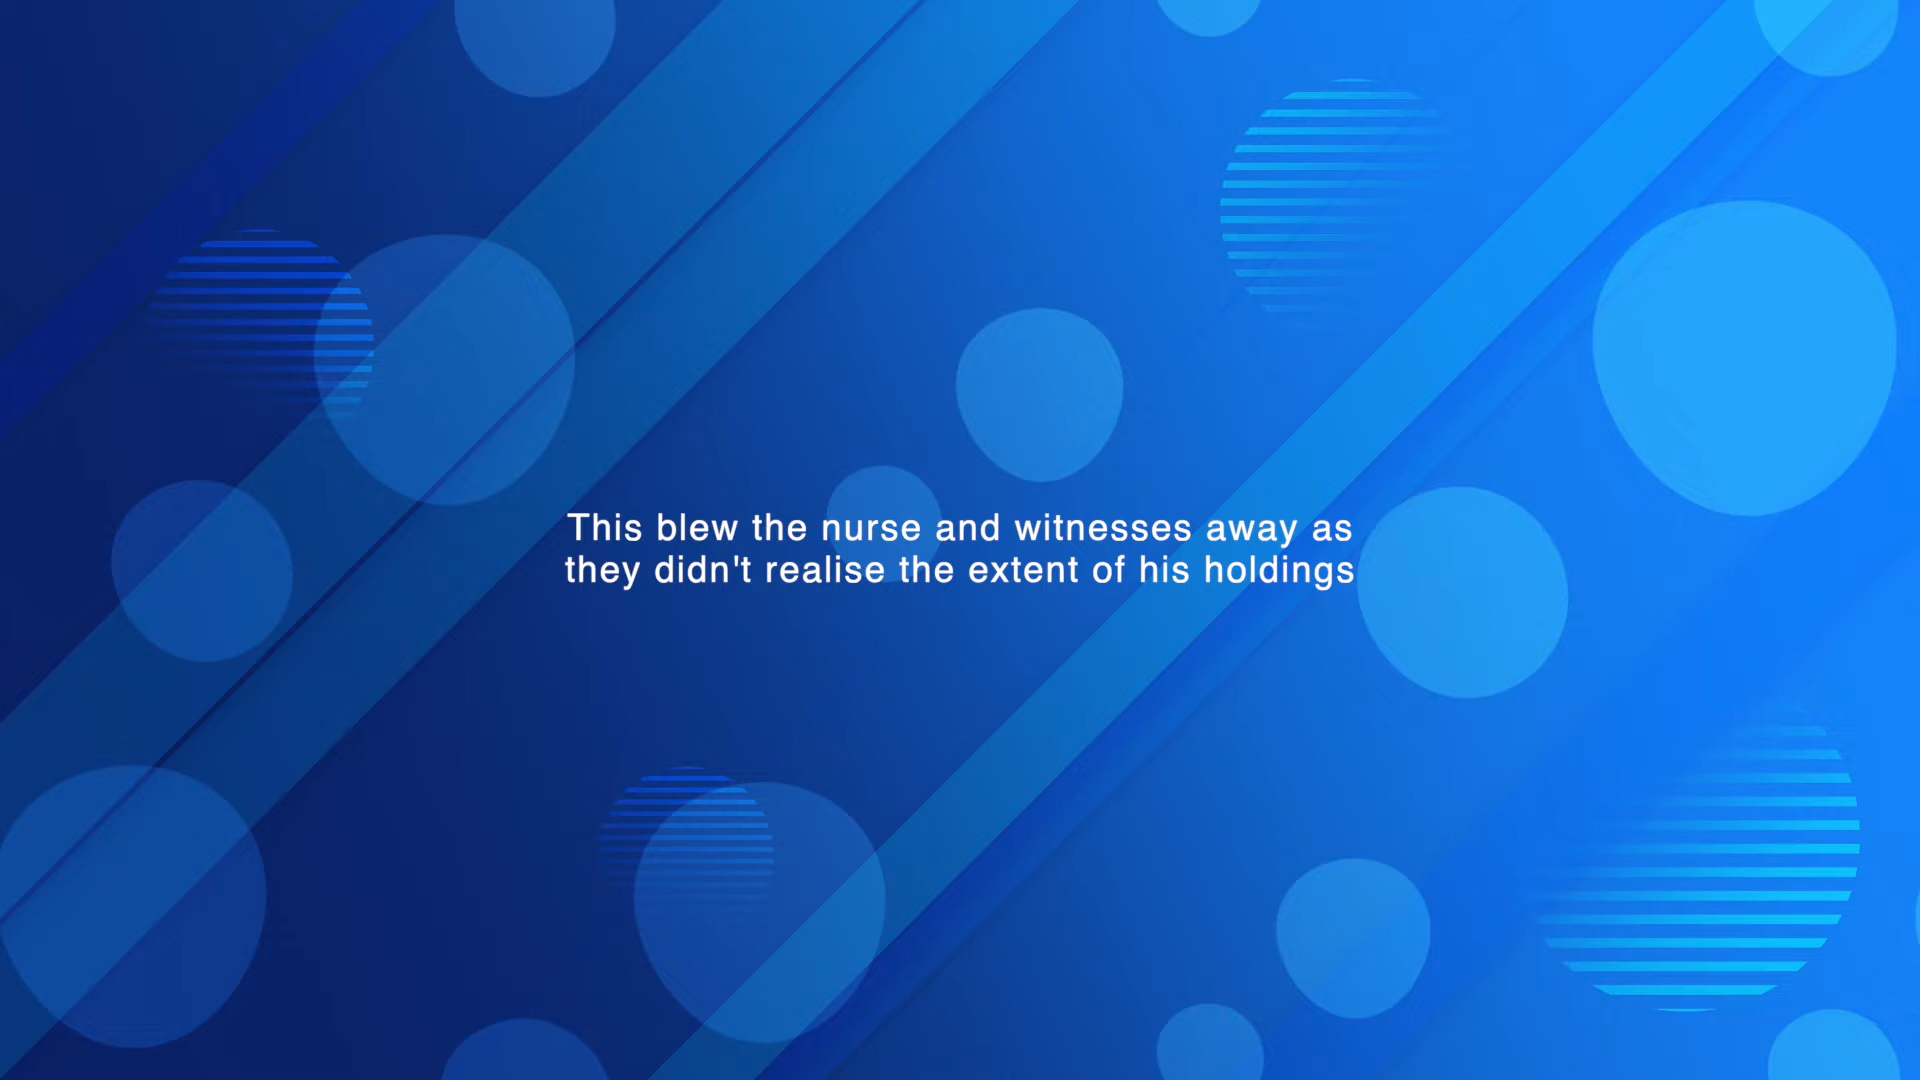 This blew the nurse and witnesses away as
they didn't realise the extent of his holdings